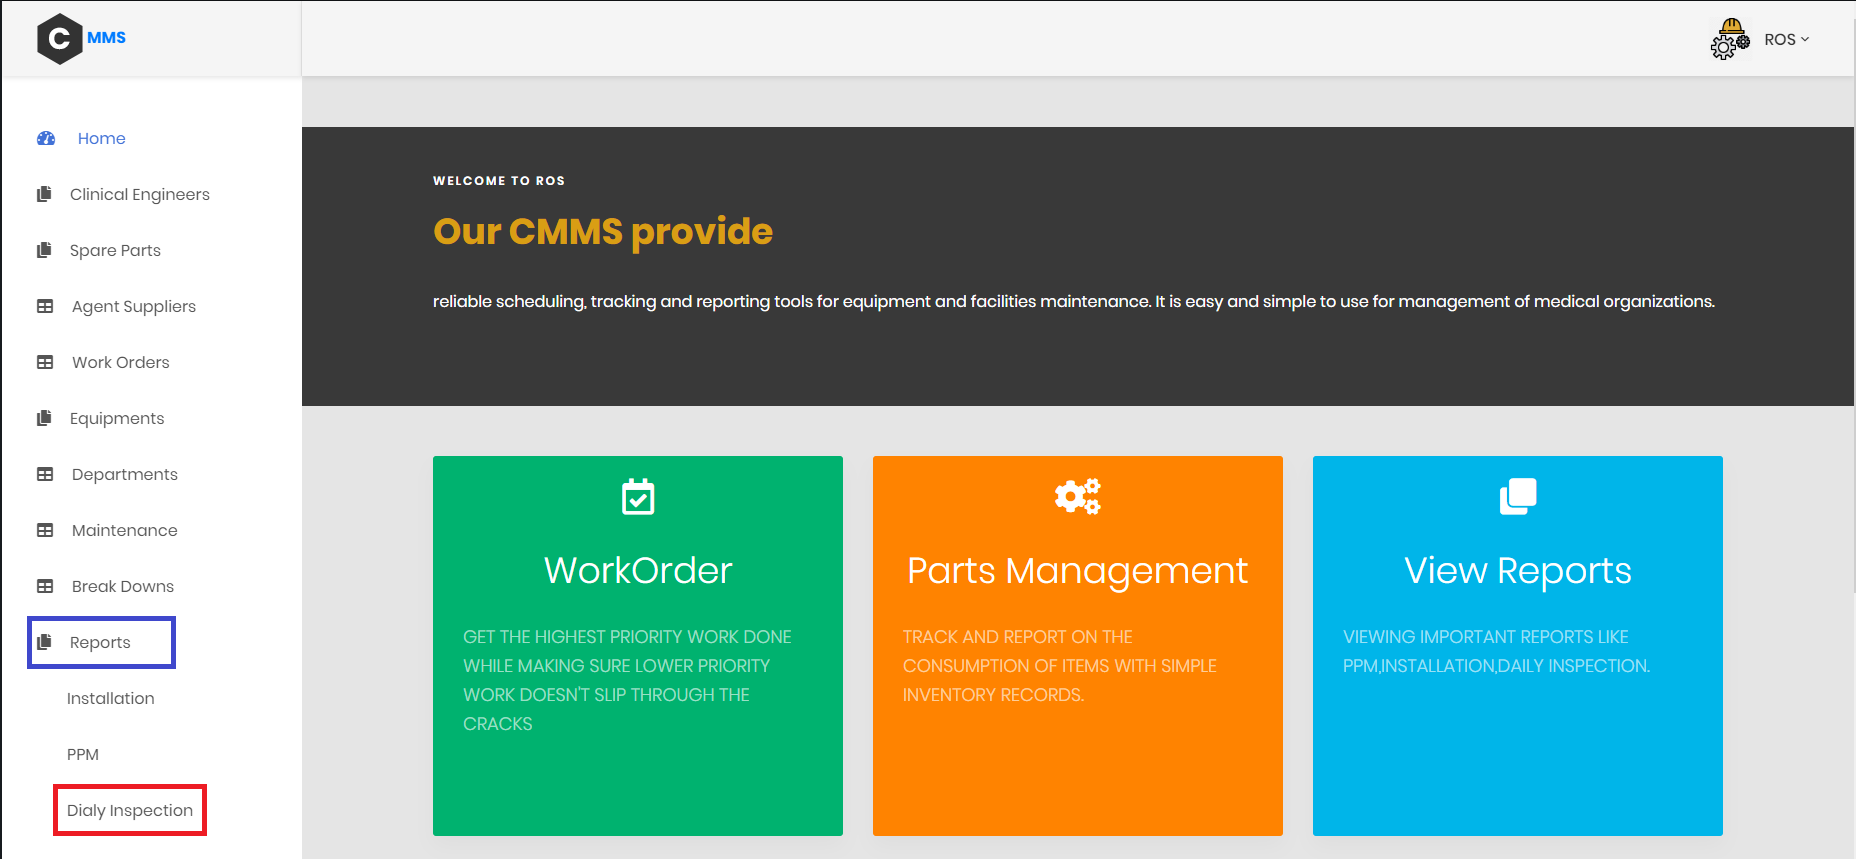 C MMS
ROS
Home
Clinical Engineers
Spare Parts
Agent Suppliers
Work Orders
Equipments
Departments
Maintenance
Break Downs
Reports
Installation
PPM
Dialy Inspection
WELCOME TO ROS
Our CMMS provide
reliable scheduling, tracking and reporting tools for equipment and facilities maintenance. It is easy and simple to use for management of medical organizations.
WorkOrder
GET THE HIGHEST PRIORITY WORK DONE
WHILE MAKING SURE LOWER PRIORITY
WORK DOESN'T SLIP THROUGH THE
CRACKS
Parts Management
TRACK AND REPORT ON THE
CONSUMPTION OF ITEMS WITH SIMPLE
INVENTORY RECORDS.
View Reports
VIEWING IMPORTANT REPORTS LIKE
PPM,INSTALLATION,DAILY INSPECTION.